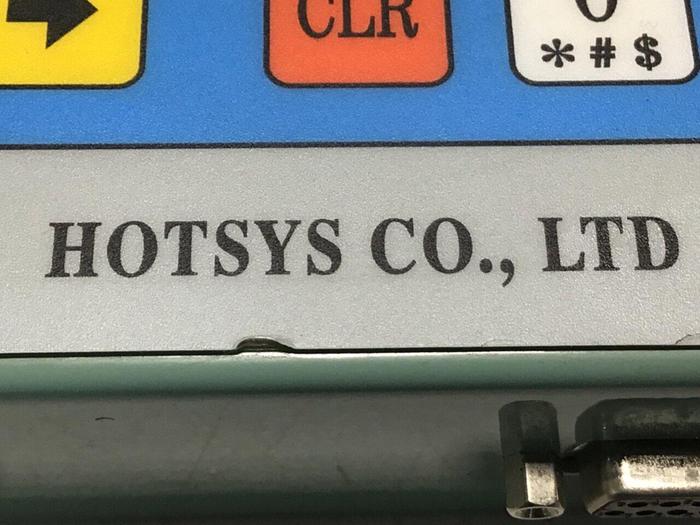 CLR 0
* # $
HOTSYS CO., LTD